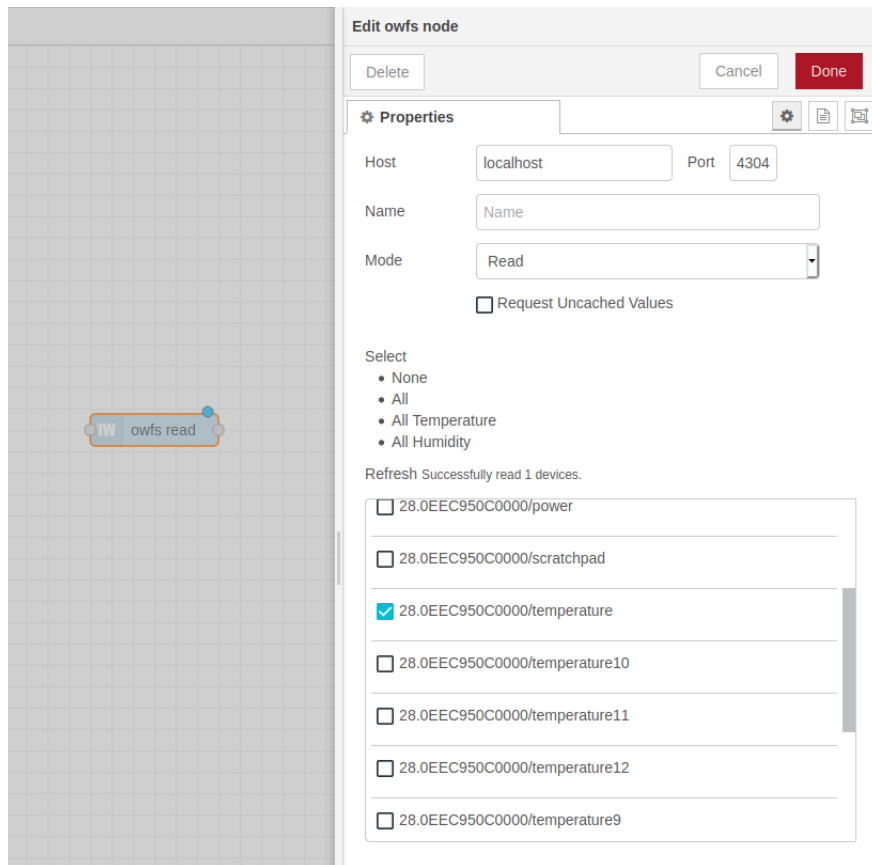 Edit owfs node
Delete
Cancel
Done
Properties
Host
localhost
Port
4304
Name
Name
Mode
Read
Request Uncached Values
1W
owfs read
Select
None
All
All Temperature
All Humidity
Refresh Successfully read 1 devices.
28.0EEC950C0000/power
28.0EEC950C0000/scratchpad
28.0EEC950C0000/temperature
28.0EEC950C0000/temperature10
28.0EEC950C0000/temperature11
28.0EEC950C0000/temperature12
28.0EEC950C0000/temperature9